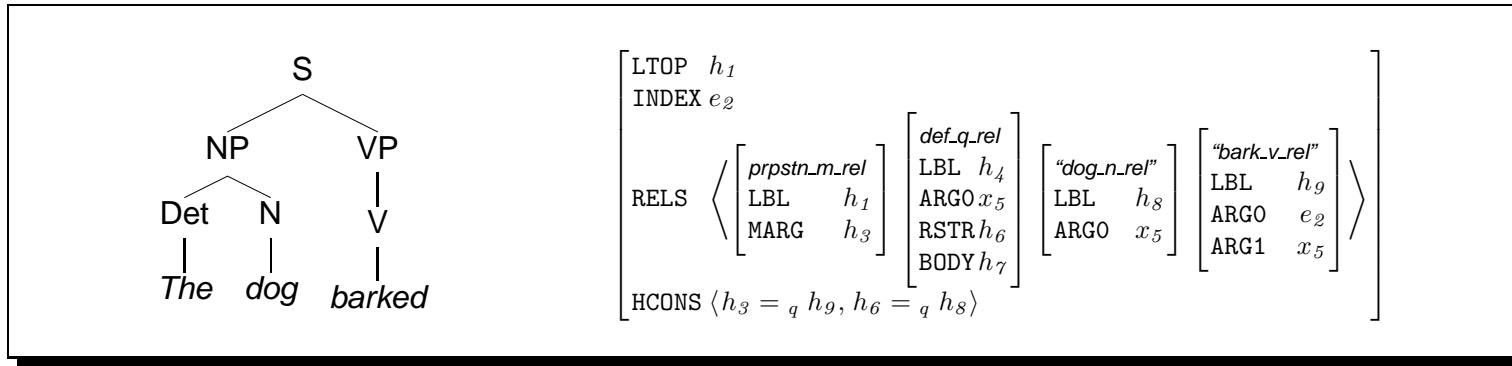 S
NP VP
Det N V
The dog barked
LTOP h1
INDEX e2
RELS ⟨ [ prpstn_m_rel LBL h1 MARG h3 ] [ def_q_rel LBL h4 ARG0 x5 RSTR h6 BODY h7 ] [ “dog_n_rel” LBL h8 ARG0 x5 ] [ “bark_v_rel” LBL h9 ARG0 e2 ARG1 x5 ] ⟩
HCONS ⟨h3 =q h9, h6 =q h8⟩